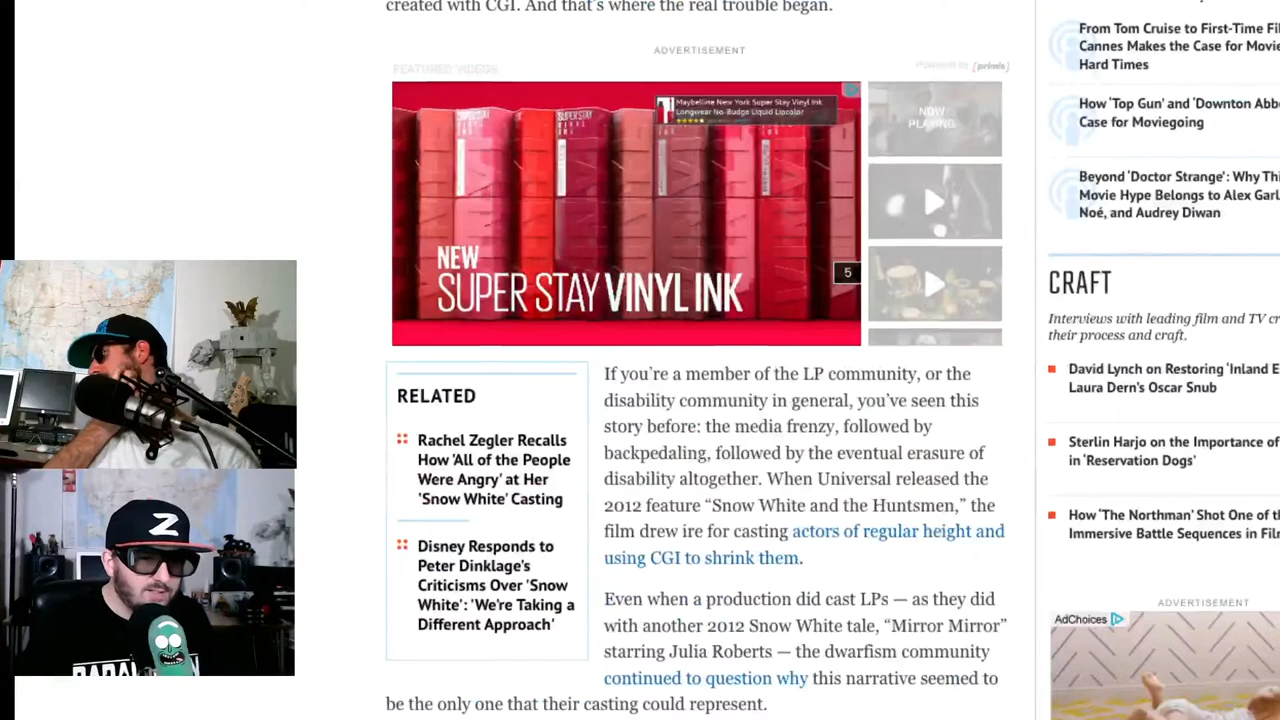 created with CGI. And that's where the real trouble began.
ADVERTISEMENT
FEATURED VIDEOS
Powered by [primis]
Maybelline New York Super Stay Vinyl Ink
Longwear No-Budge Liquid Lipcolor
NOW
PLAYING
NEW
SUPER STAY VINYL INK
5
RELATED
Rachel Zegler Recalls
How 'All of the People
Were Angry' at Her
'Snow White' Casting
Disney Responds to
Peter Dinklage's
Criticisms Over 'Snow
White': 'We're Taking a
Different Approach'
If you're a member of the LP community, or the
disability community in general, you've seen this
story before: the media frenzy, followed by
backpedaling, followed by the eventual erasure of
disability altogether. When Universal released the
2012 feature “Snow White and the Huntsmen,” the
film drew ire for casting actors of regular height and
using CGI to shrink them.
Even when a production did cast LPs — as they did
with another 2012 Snow White tale, “Mirror Mirror”
starring Julia Roberts — the dwarfism community
continued to question why this narrative seemed to
be the only one that their casting could represent.
From Tom Cruise to First-Time Fi
Cannes Makes the Case for Movie
Hard Times
How 'Top Gun' and 'Downton Abb
Case for Moviegoing
Beyond 'Doctor Strange': Why Thi
Movie Hype Belongs to Alex Garl
Noé, and Audrey Diwan
CRAFT
Interviews with leading film and TV cr
their process and craft.
David Lynch on Restoring 'Inland E
Laura Dern's Oscar Snub
Sterlin Harjo on the Importance of
in 'Reservation Dogs'
How 'The Northman' Shot One of th
Immersive Battle Sequences in Fil
ADVERTISEMENT
AdChoices
Z